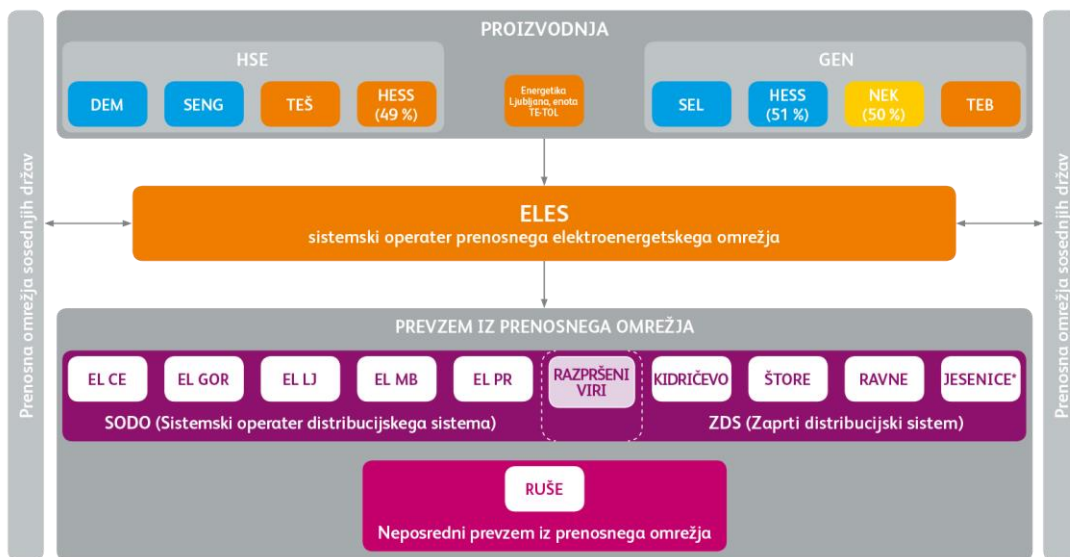 PROIZVODNJA
HSE
DEM
SENG
TEŠ
HESS
(49 %)
Energetika
Ljubljana, enota
TE-TOL
GEN
SEL
HESS
(51 %)
NEK
(50 %)
TEB
Prenosna omrežja sosednjih držav
ELES
sistemski operater prenosnega elektroenergetskega omrežja
Prenosna omrežja sosednjih držav
PREVZEM IZ PRENOSNEGA OMREŽJA
EL CE
EL GOR
EL LJ
EL MB
EL PR
RAZPRŠENI
VIRI
KIDRIČEVO
ŠTORE
RAVNE
JESENICE*
SODO (Sistemski operater distribucijskega sistema)
ZDS (Zaprti distribucijski sistem)
RUŠE
Neposredni prevzem iz prenosnega omrežja